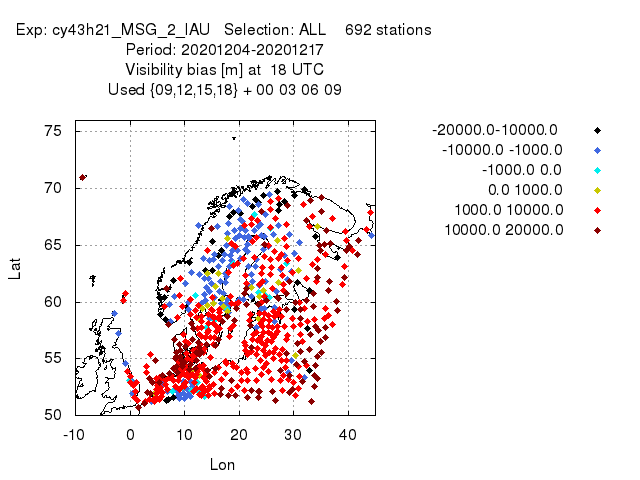 Exp: cy43h21_MSG_2_IAU   Selection: ALL    692 stations
Period: 20201204-20201217
Visibility bias [m] at  18 UTC
Used {09,12,15,18} + 00 03 06 09
-20000.0-10000.0
-10000.0 -1000.0
-1000.0 0.0
0.0 1000.0
1000.0 10000.0
10000.0 20000.0
75
70
65
60
55
50
Lat
-10 0 10 20 30 40
Lon